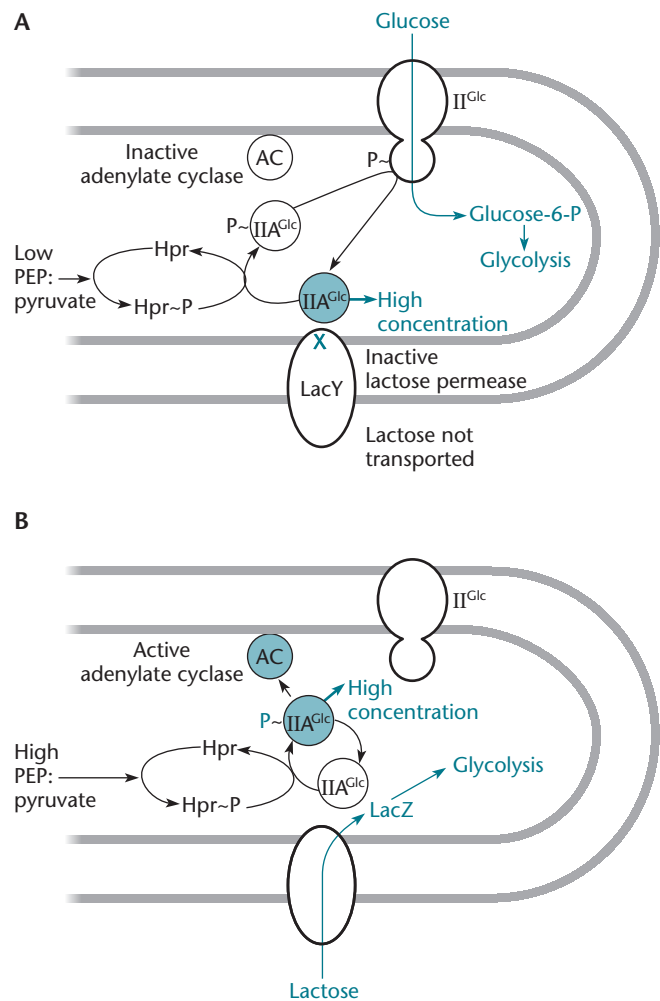 A
Glucose
II^Glc
Inactive
adenylate cyclase
AC
P~
P~IIA^Glc
Glucose-6-P
Glycolysis
Low
PEP:
pyruvate
Hpr
Hpr~P
IIA^Glc
High
concentration
X
Inactive
lactose permease
LacY
Lactose not
transported
B
II^Glc
Active
adenylate cyclase
AC
High
concentration
P~IIA^Glc
High
PEP:
pyruvate
Hpr
Hpr~P
IIA^Glc
Glycolysis
LacZ
Lactose